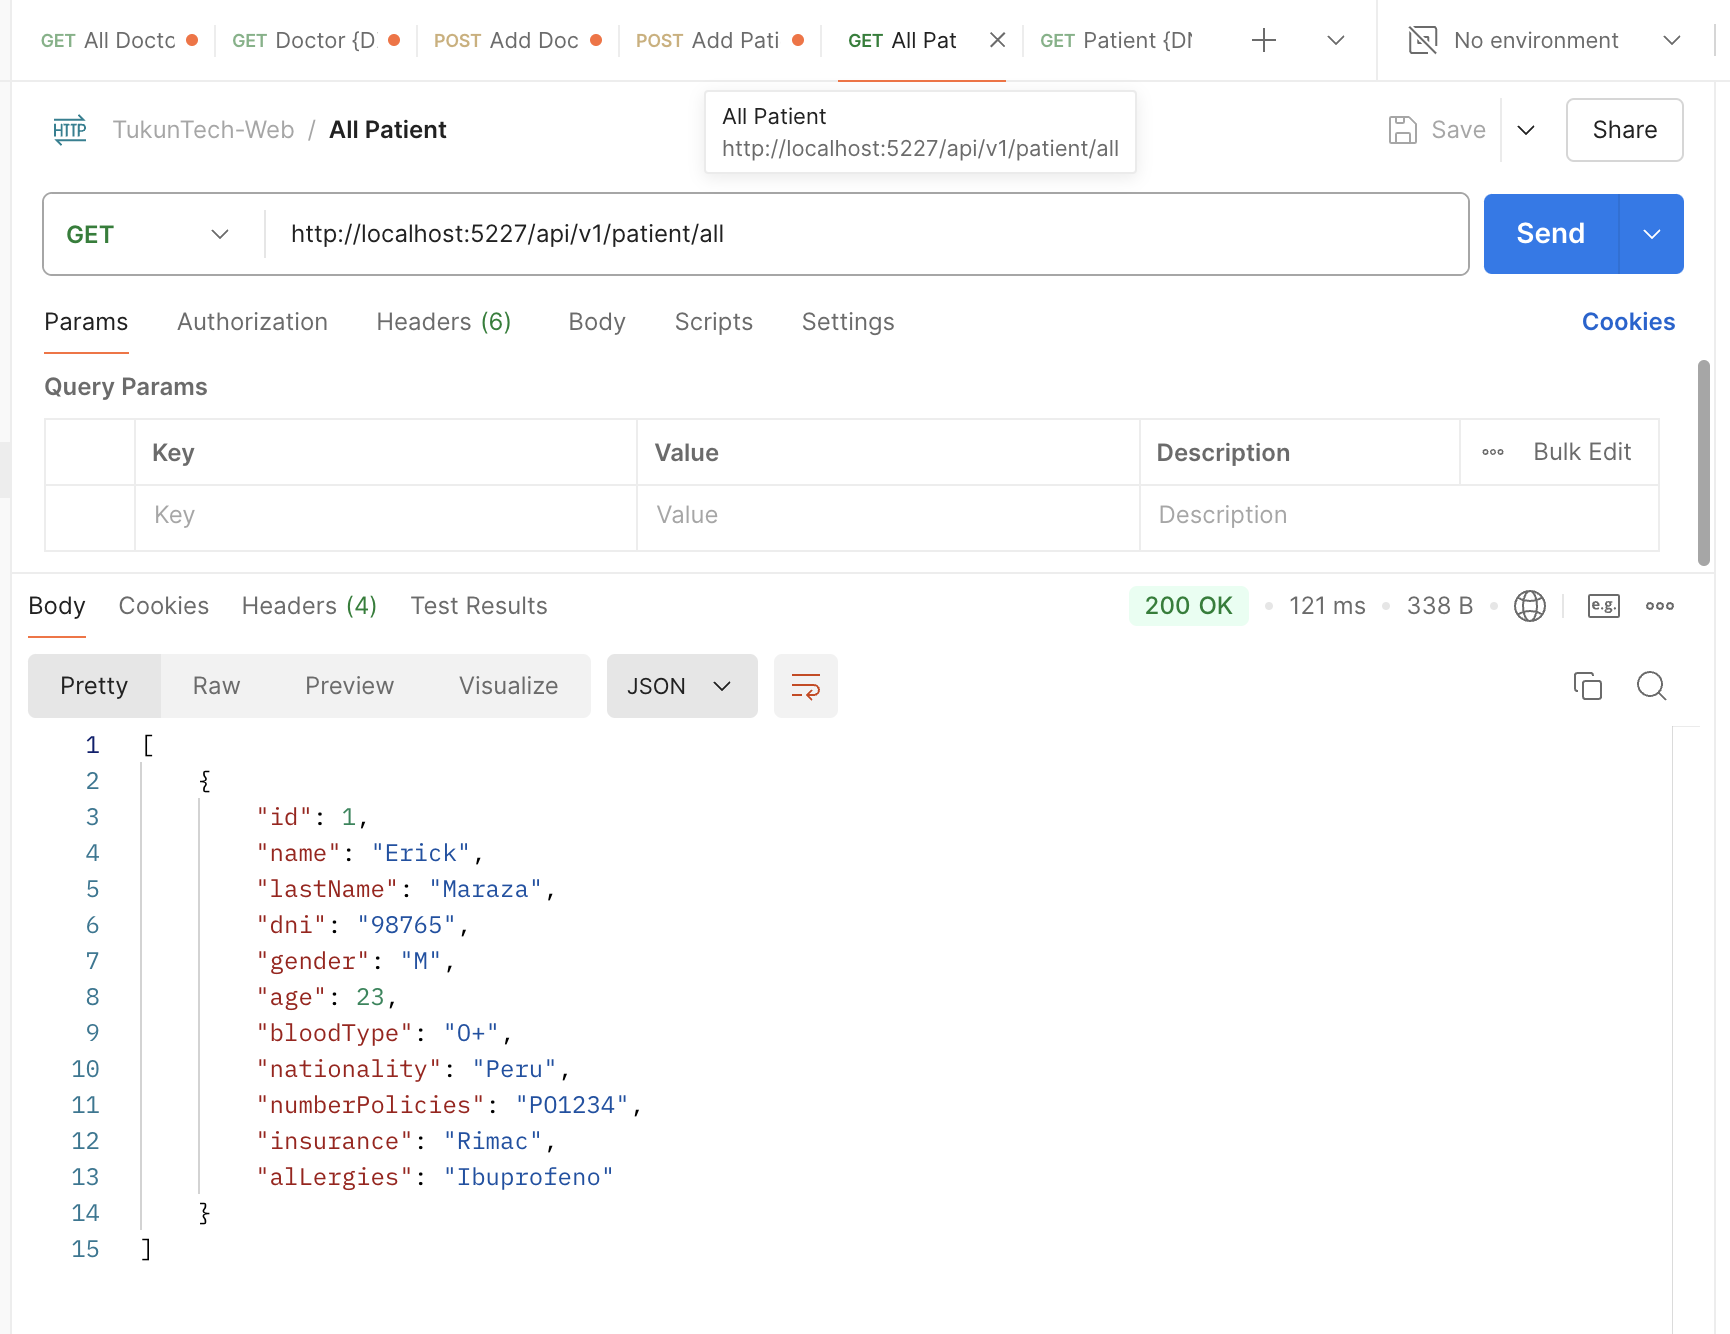 GET All Docto GET Doctor {D POST Add Doc POST Add Pati GET All Pat GET Patient {DN No environment
HTTP TukunTech-Web / All Patient Save Share
All Patient
http://localhost:5227/api/v1/patient/all
GET http://localhost:5227/api/v1/patient/all Send
Params Authorization Headers (6) Body Scripts Settings Cookies
Query Params
Key Value Description Bulk Edit
Key Value Description
Body Cookies Headers (4) Test Results 200 OK 121 ms 338 B e.g.
Pretty Raw Preview Visualize JSON
1 [
2 {
3 "id": 1,
4 "name": "Erick",
5 "lastName": "Maraza",
6 "dni": "98765",
7 "gender": "M",
8 "age": 23,
9 "bloodType": "O+",
10 "nationality": "Peru",
11 "numberPolicies": "PO1234",
12 "insurance": "Rimac",
13 "alLergies": "Ibuprofeno"
14 }
15 ]